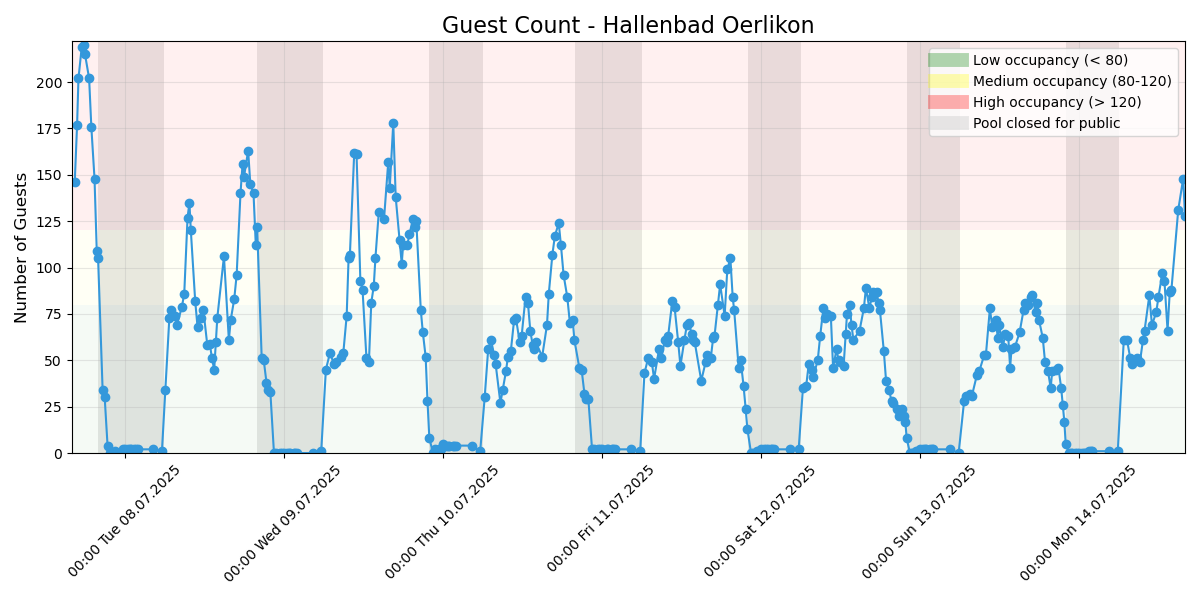 Guest Count - Hallenbad Oerlikon
Number of Guests
200
175
150
125
100
75
50
25
0
Low occupancy (< 80)
Medium occupancy (80-120)
High occupancy (> 120)
Pool closed for public
00:00 Tue 08.07.2025
00:00 Wed 09.07.2025
00:00 Thu 10.07.2025
00:00 Fri 11.07.2025
00:00 Sat 12.07.2025
00:00 Sun 13.07.2025
00:00 Mon 14.07.2025